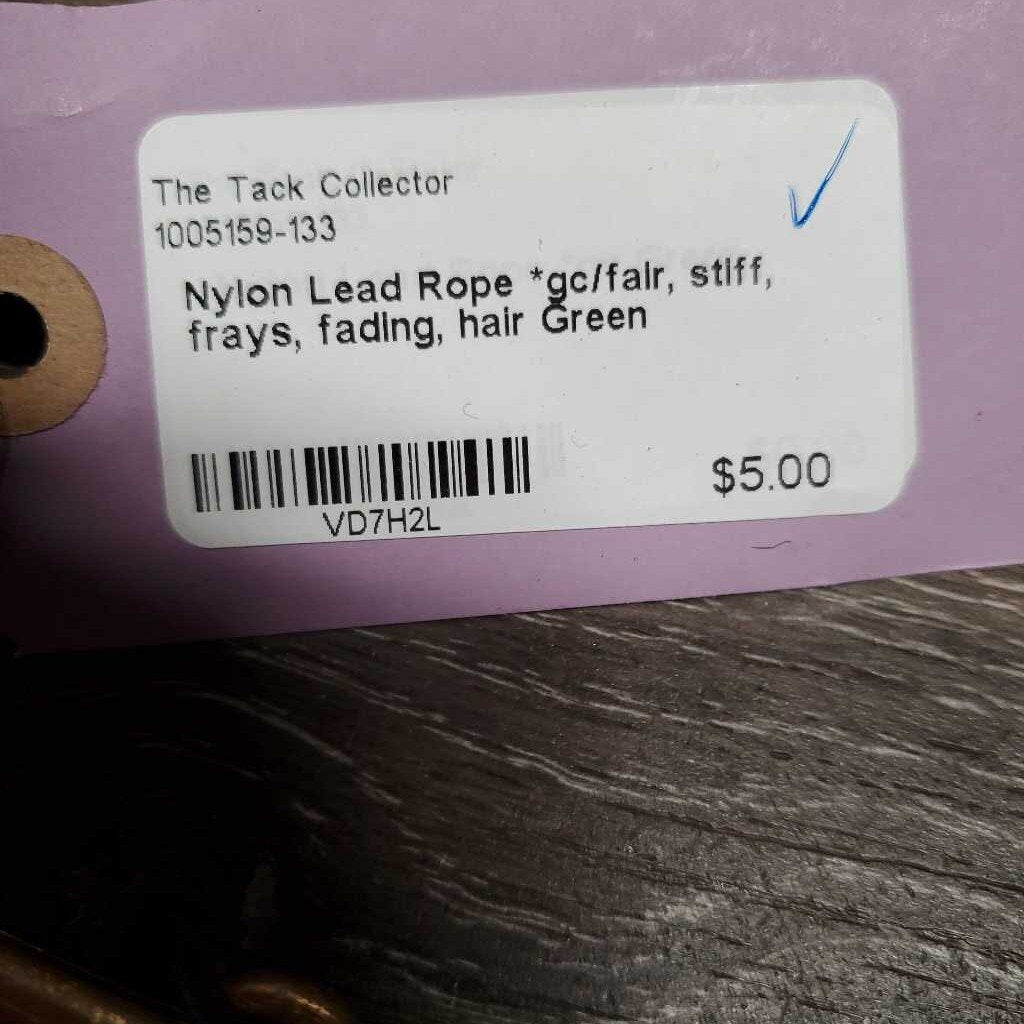 The Tack Collector
1005159-133
Nylon Lead Rope *gc/fair, stiff,
frays, fading, hair Green
VD7H2L
$5.00